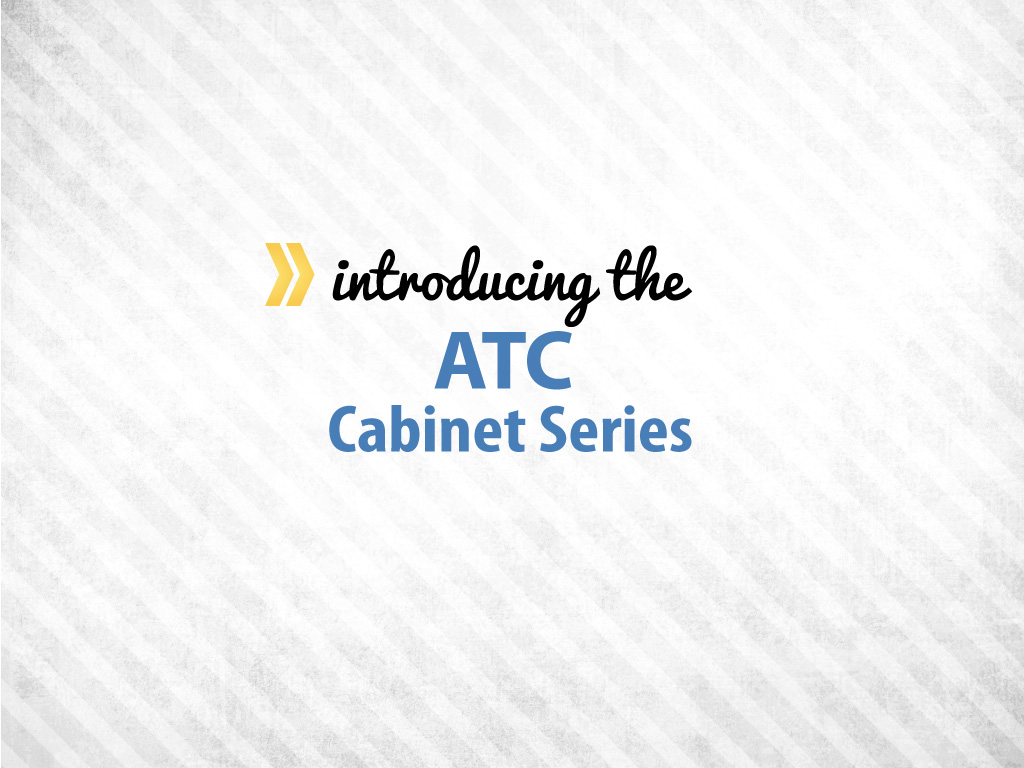 introducing the
ATC
Cabinet Series